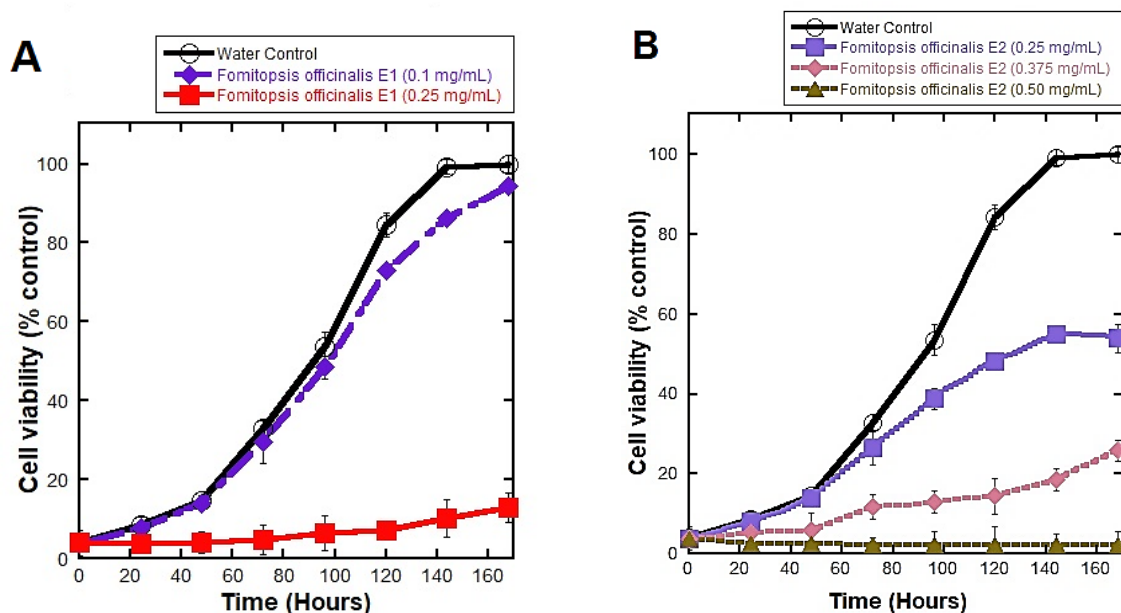 A
Water Control
Fomitopsis officinalis E1 (0.1 mg/mL)
Fomitopsis officinalis E1 (0.25 mg/mL)
100
80
60
40
20
0
Cell viability (% control)
0 20 40 60 80 100 120 140 160
Time (Hours)
B
Water Control
Fomitopsis officinalis E2 (0.25 mg/mL)
Fomitopsis officinalis E2 (0.375 mg/mL)
Fomitopsis officinalis E2 (0.50 mg/mL)
100
80
60
40
20
0
Cell viability (% control)
0 20 40 60 80 100 120 140 160
Time (Hours)